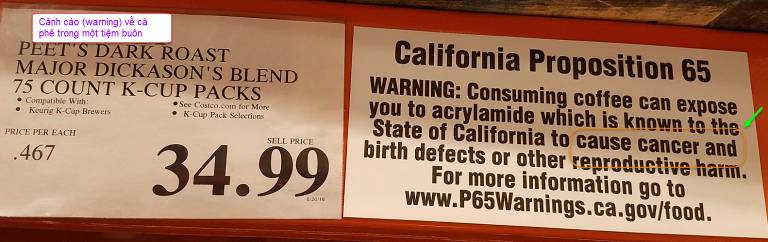 Cảnh cáo (warning) về cà
phê trong một tiệm buôn
PEET'S DARK ROAST
MAJOR DICKASON'S BLEND
75 COUNT K-CUP PACKS
• Compatible With:
• Keurig K-Cup Brewers
• See Costco.com for More
• K-Cup Pack Selections
PRICE PER EACH
.467
SELL PRICE
34.99
California Proposition 65
WARNING: Consuming coffee can expose
you to acrylamide which is known to the
State of California to cause cancer and
birth defects or other reproductive harm.
For more information go to
www.P65Warnings.ca.gov/food.